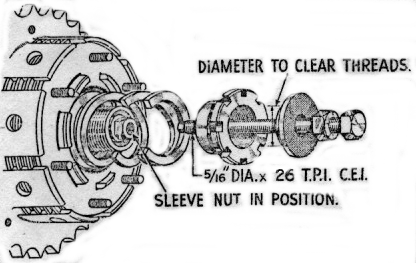 DIAMETER TO CLEAR THREADS.
5/16" DIA. x 26 T.P.I. C.E.I.
SLEEVE NUT IN POSITION.